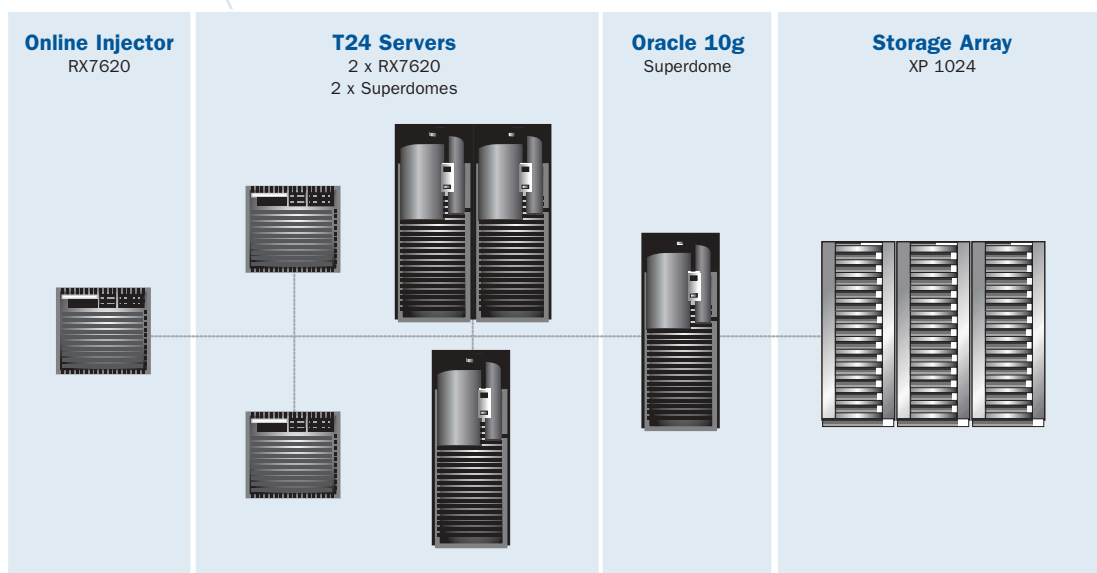 Online Injector
RX7620
T24 Servers
2 x RX7620
2 x Superdomes
Oracle 10g
Superdome
Storage Array
XP 1024